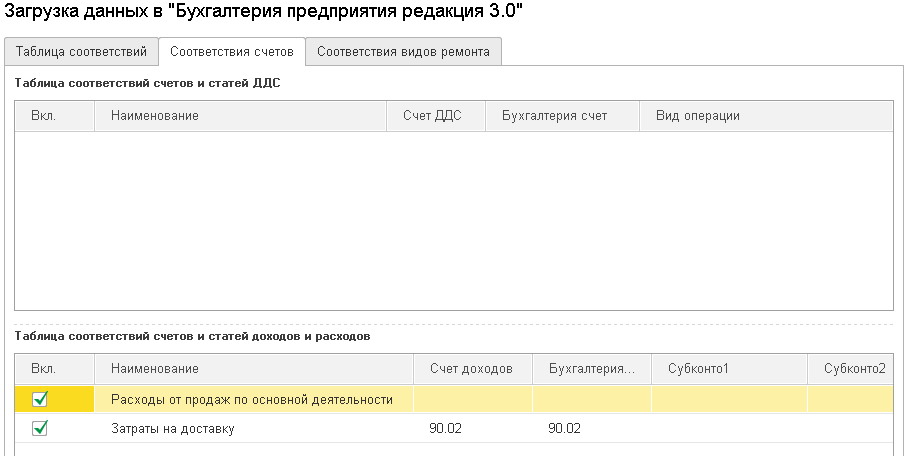 Загрузка данных в "Бухгалтерия предприятия редакция 3.0"
Таблица соответствий Соответствия счетов Соответствия видов ремонта
Таблица соответствий счетов и статей ДДС
Вкл. Наименование Счет ДДС Бухгалтерия счет Вид операции
Таблица соответствий счетов и статей доходов и расходов
Вкл. Наименование Счет доходов Бухгалтерия... Субконто1 Субконто2
Расходы от продаж по основной деятельности
Затраты на доставку 90.02 90.02